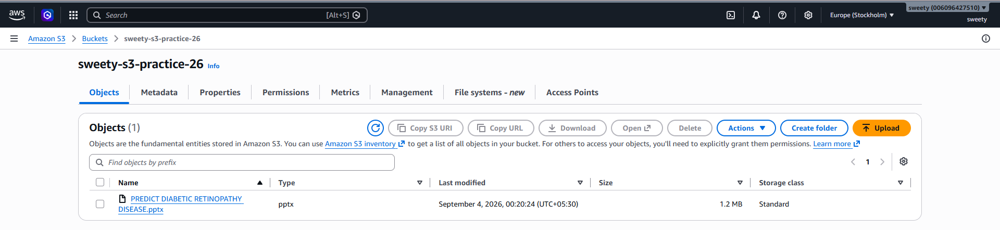 aws
Search [Alt+S]
Europe (Stockholm)
sweety (006096427510)
sweety
Amazon S3 Buckets sweety-s3-practice-26
sweety-s3-practice-26 Info
Objects Metadata Properties Permissions Metrics Management File systems - new Access Points
Objects (1) Copy S3 URI Copy URL Download Open Delete Actions Create folder Upload
Objects are the fundamental entities stored in Amazon S3. You can use Amazon S3 inventory to get a list of all objects in your bucket. For others to access your objects, you'll need to explicitly grant them permissions. Learn more
Find objects by prefix 1
Name Type Last modified Size Storage class
PREDICT DIABETIC RETINOPATHY
DISEASE.pptx
pptx September 4, 2026, 00:20:24 (UTC+05:30) 1.2 MB Standard